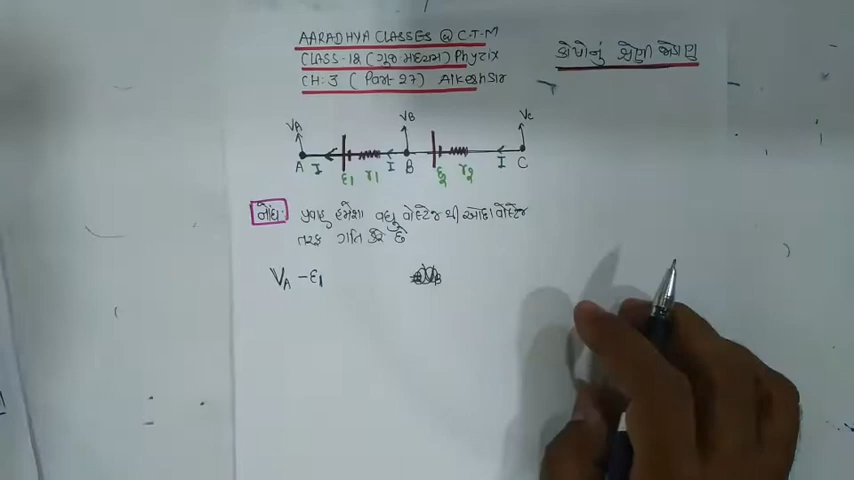 AARADHYA CLASSES @ C.T.M
CLASS-12 (ગુજ માધ્યમ) Phyzix
CH:3 ( Part 27) Alkeshsir
કોષોનું શ્રેણી જોડાણ
VA VB VC
A I I B I C
ε1 r1 ε2 r2
નોંધ: પ્રવાહ હંમેશા વધુ વોલ્ટેજ થી ઓછા વોલ્ટેજ
તરફ ગતિ કરે છે
VA - ε1